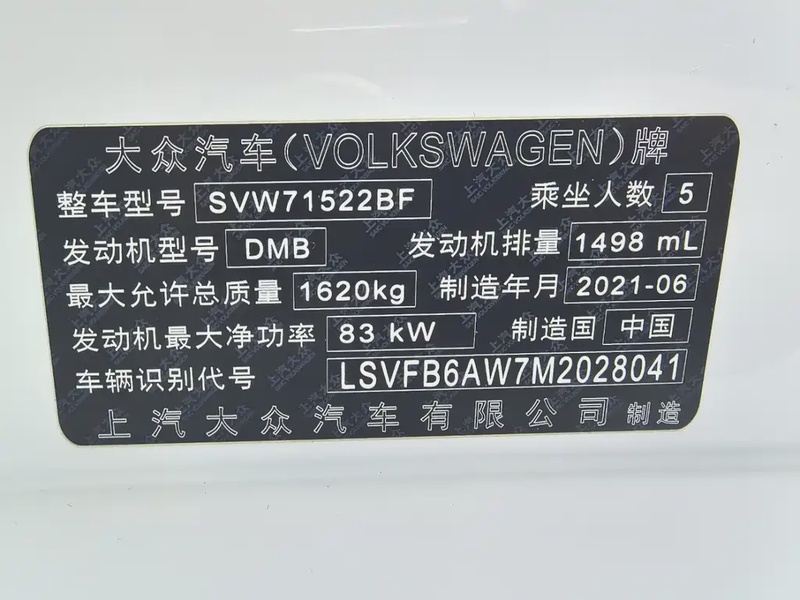 大众汽车(VOLKSWAGEN)牌
整车型号 SVW71522BF 乘坐人数 5
发动机型号 DMB 发动机排量 1498 mL
最大允许总质量 1620kg 制造年月 2021-06
发动机最大净功率 83 kW 制造国 中国
车辆识别代号 LSVFB6AW7M2028041
上汽大众汽车有限公司 制造